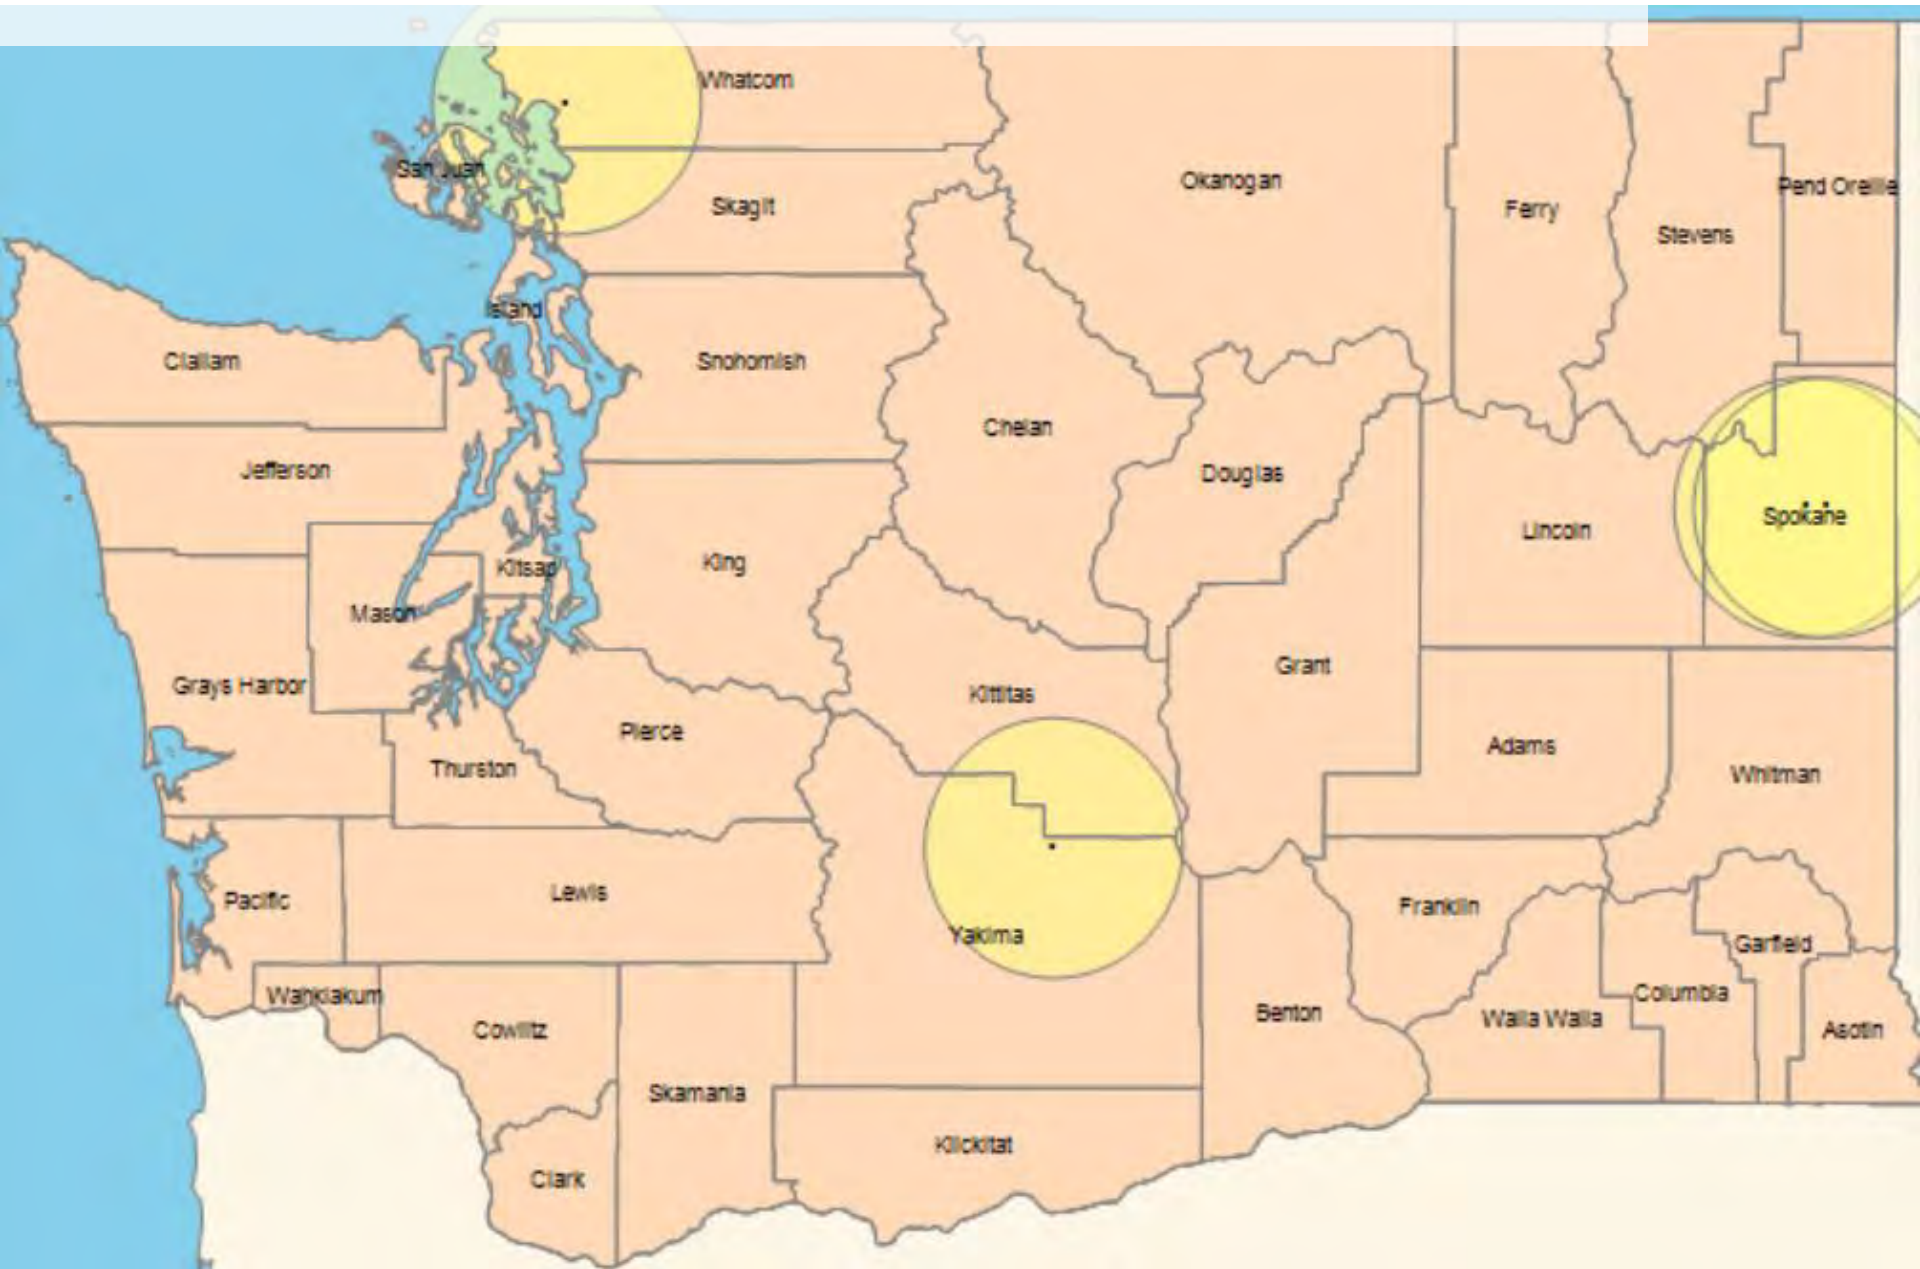 Whatcom
San Juan
Skagit
Okanogan
Ferry
Pend Oreille
Stevens
Island
Clallam
Snohomish
Chelan
Jefferson
Douglas
Spokane
Lincoln
King
Kitsap
Mason
Grays Harbor
Kittitas
Grant
Pierce
Adams
Thurston
Whitman
Pacific
Lewis
Yakima
Franklin
Garfield
Wahkiakum
Cowlitz
Columbia
Benton
Walla Walla
Asotin
Skamania
Klickitat
Clark